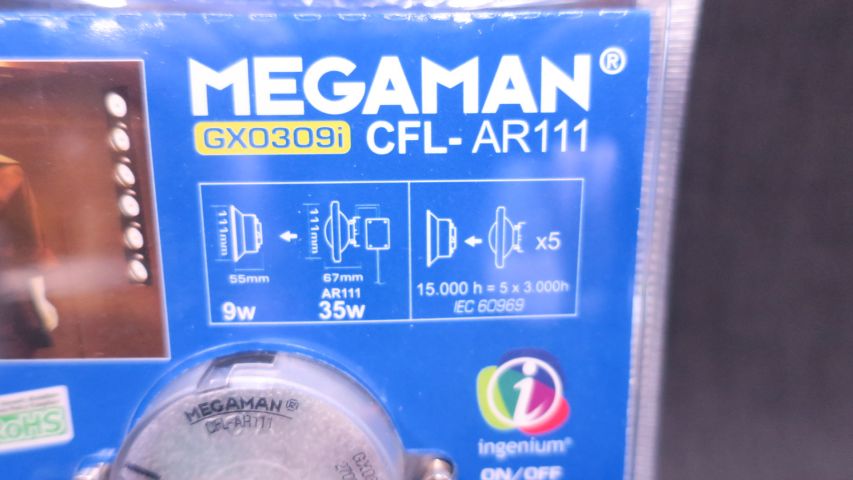 MEGAMAN®
GX0309i CFL- AR111
111mm
111mm
55mm
67mm
AR111
9w
35w
x5
15.000 h = 5 x 3.000h
IEC 60969
RoHS
MEGAMAN®
CFL-AR111
ingenium®
ON/OFF